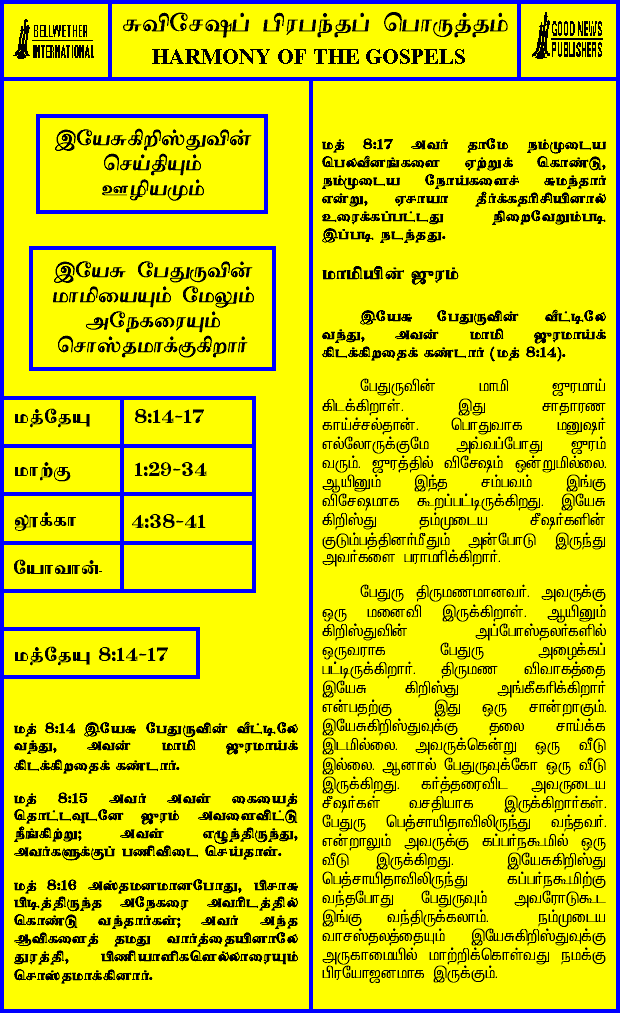 BELLWETHER
INTERNATIONAL
சுவிசேஷப் பிரபந்தப் பொருத்தம்
HARMONY OF THE GOSPELS
GOOD NEWS
PUBLISHERS
இயேசுகிறிஸ்துவின்
செய்தியும்
ஊழியமும்
இயேசு பேதுருவின்
மாமியையும் மேலும்
அநேகரையும்
சொஸ்தமாக்குகிறார்
மத்தேயு 8:14-17
மாற்கு 1:29-34
லூக்கா 4:38-41
யோவான்-
மத்தேயு 8:14-17
மத் 8:14 இயேசு பேதுருவின் வீட்டிலே
வந்து, அவன் மாமி ஜுரமாய்க்
கிடக்கிறதைக் கண்டார்.
மத் 8:15 அவர் அவள் கையைத்
தொட்டவுடனே ஜுரம் அவளைவிட்டு
நீங்கிற்று; அவள் எழுந்திருந்து,
அவர்களுக்குப் பணிவிடை செய்தாள்.
மத் 8:16 அஸ்தமனமானபோது, பிசாசு
பிடித்திருந்த அநேகரை அவரிடத்தில்
கொண்டு வந்தார்கள்; அவர் அந்த
ஆவிகளைத் தமது வார்த்தையினாலே
துரத்தி, பிணியாளிகளெல்லாரையும்
சொஸ்தமாக்கினார்.
மத் 8:17 அவர் தாமே நம்முடைய
பெலவீனங்களை ஏற்றுக் கொண்டு,
நம்முடைய நோய்களைச் சுமந்தார்
என்று, ஏசாயா தீர்க்கதரிசியினால்
உரைக்கப்பட்டது நிறைவேறும்படி
இப்படி நடந்தது.
மாமியின் ஜுரம்
இயேசு பேதுருவின் வீட்டிலே
வந்து, அவன் மாமி ஜுரமாய்க்
கிடக்கிறதைக் கண்டார் (மத் 8:14).
பேதுருவின் மாமி ஜுரமாய்
கிடக்கிறாள். இது சாதாரண
காய்ச்சல்தான். பொதுவாக மனுஷர்
எல்லோருக்குமே அவ்வப்போது ஜுரம்
வரும். ஜுரத்தில் விசேஷம் ஒன்றுமில்லை.
ஆயினும் இந்த சம்பவம் இங்கு
விசேஷமாக கூறப்பட்டிருக்கிறது. இயேசு
கிறிஸ்து தம்முடைய சீஷர்களின்
குடும்பத்தினர்மீதும் அன்போடு இருந்து
அவர்களை பராமரிக்கிறார்.
பேதுரு திருமணமானவர். அவருக்கு
ஒரு மனைவி இருக்கிறாள். ஆயினும்
கிறிஸ்துவின் அப்போஸ்தலர்களில்
ஒருவராக பேதுரு அழைக்கப்
பட்டிருக்கிறார். திருமண விவாகத்தை
இயேசு கிறிஸ்து அங்கீகரிக்கிறார்
என்பதற்கு இது ஒரு சான்றாகும்.
இயேசுகிறிஸ்துவுக்கு தலை சாய்க்க
இடமில்லை. அவருக்கென்று ஒரு வீடு
இல்லை. ஆனால் பேதுருவுக்கோ ஒரு வீடு
இருக்கிறது. கர்த்தரைவிட அவருடைய
சீஷர்கள் வசதியாக இருக்கிறார்கள்.
பேதுரு பெத்சாயிதாவிலிருந்து வந்தவர்.
என்றாலும் அவருக்கு கப்பர்நகூமில் ஒரு
வீடு இருக்கிறது. இயேசுகிறிஸ்து
பெத்சாயிதாவிலிருந்து கப்பர்நகூமிற்கு
வந்தபோது பேதுருவும் அவரோடுகூட
இங்கு வந்திருக்கலாம். நம்முடைய
வாசஸ்தலத்தையும் இயேசுகிறிஸ்துவுக்கு
அருகாமையில் மாற்றிக்கொள்வது நமக்கு
பிரயோஜனமாக இருக்கும்.